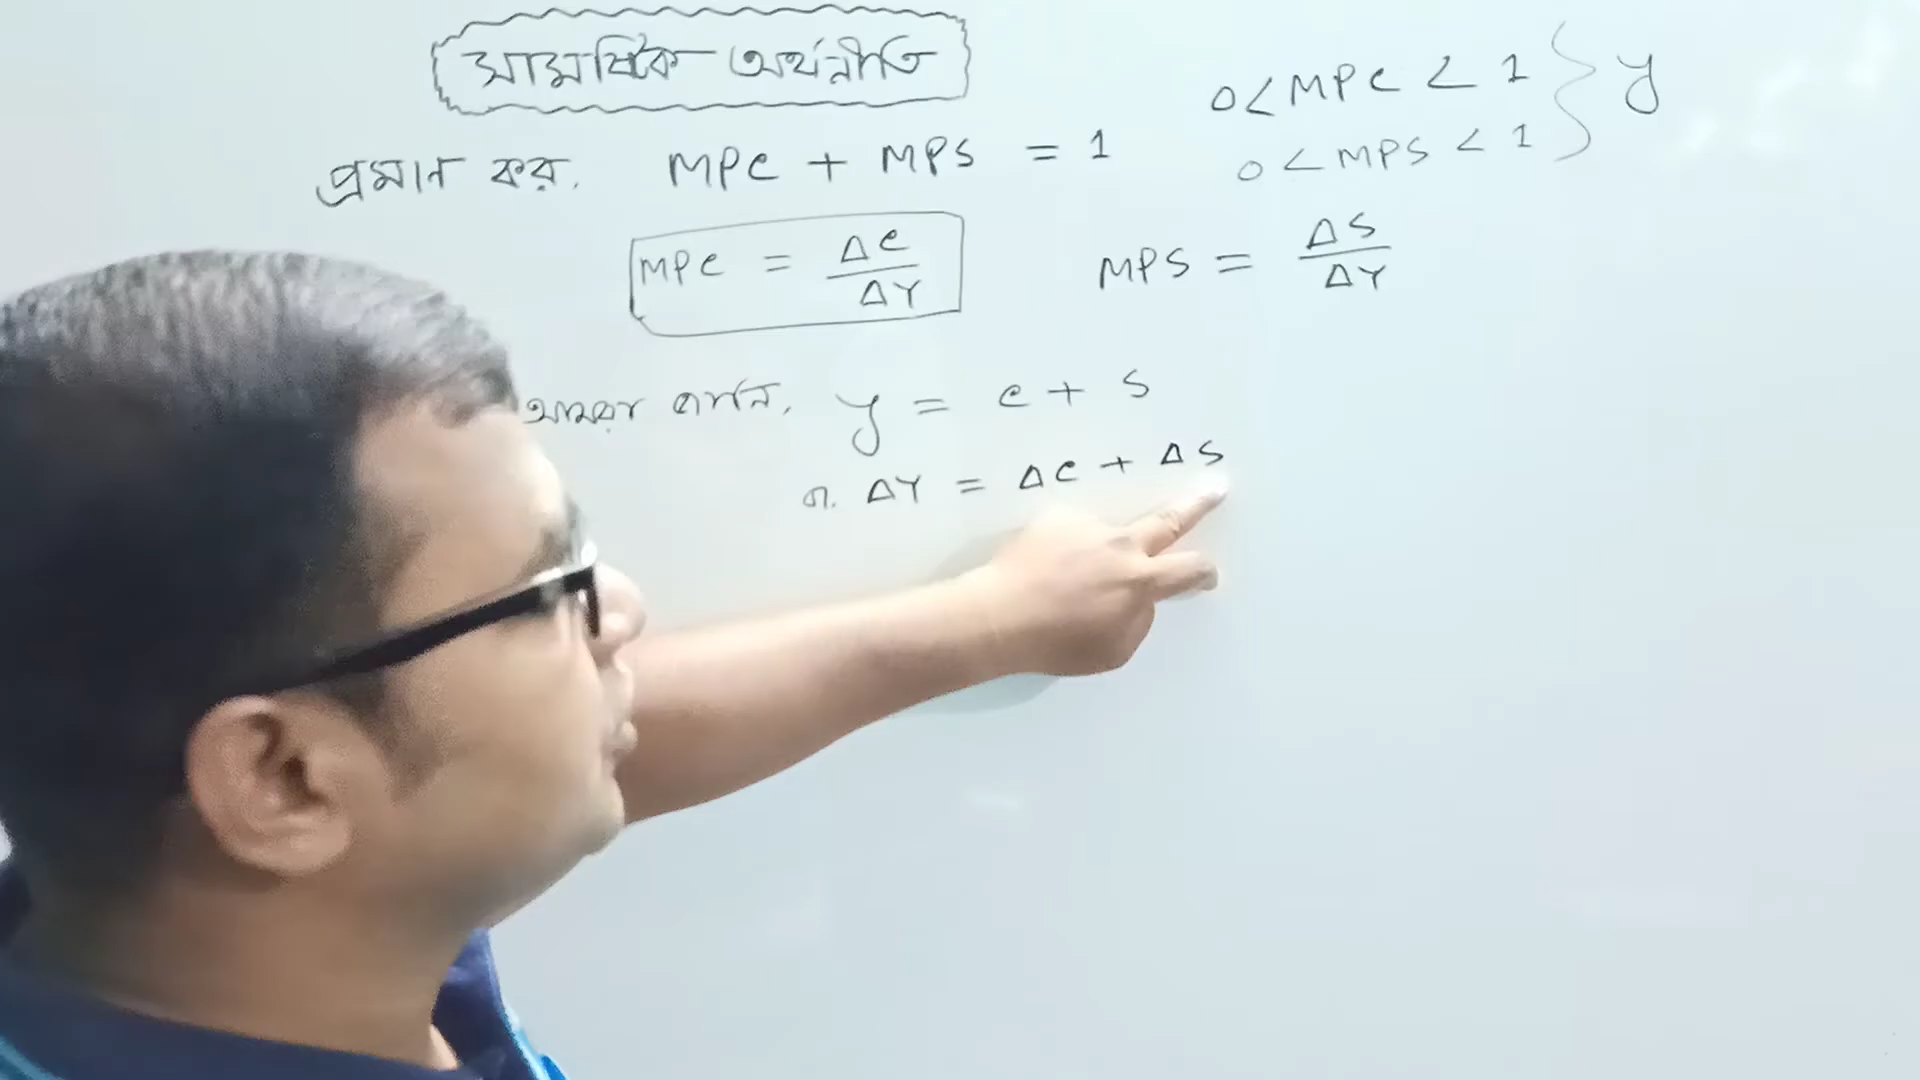 সামষ্টিক অর্থনীতি
প্রমাণ কর, MPC + MPS = 1
0 < MPC < 1 } y
0 < MPS < 1
MPC = ΔC/ΔY
MPS = ΔS/ΔY
আমরা জানি, y = C + S
বা, ΔY = ΔC + ΔS